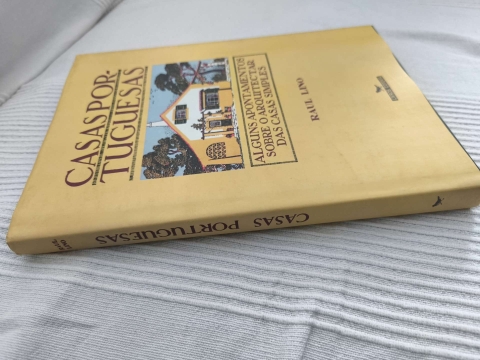 CASAS POR-
TUGUESAS
ALGUNS APONTAMENTOS
SOBRE O ARQUITECTAR
DAS CASAS SIMPLES
RAUL LINO
CASAS PORTUGUESAS